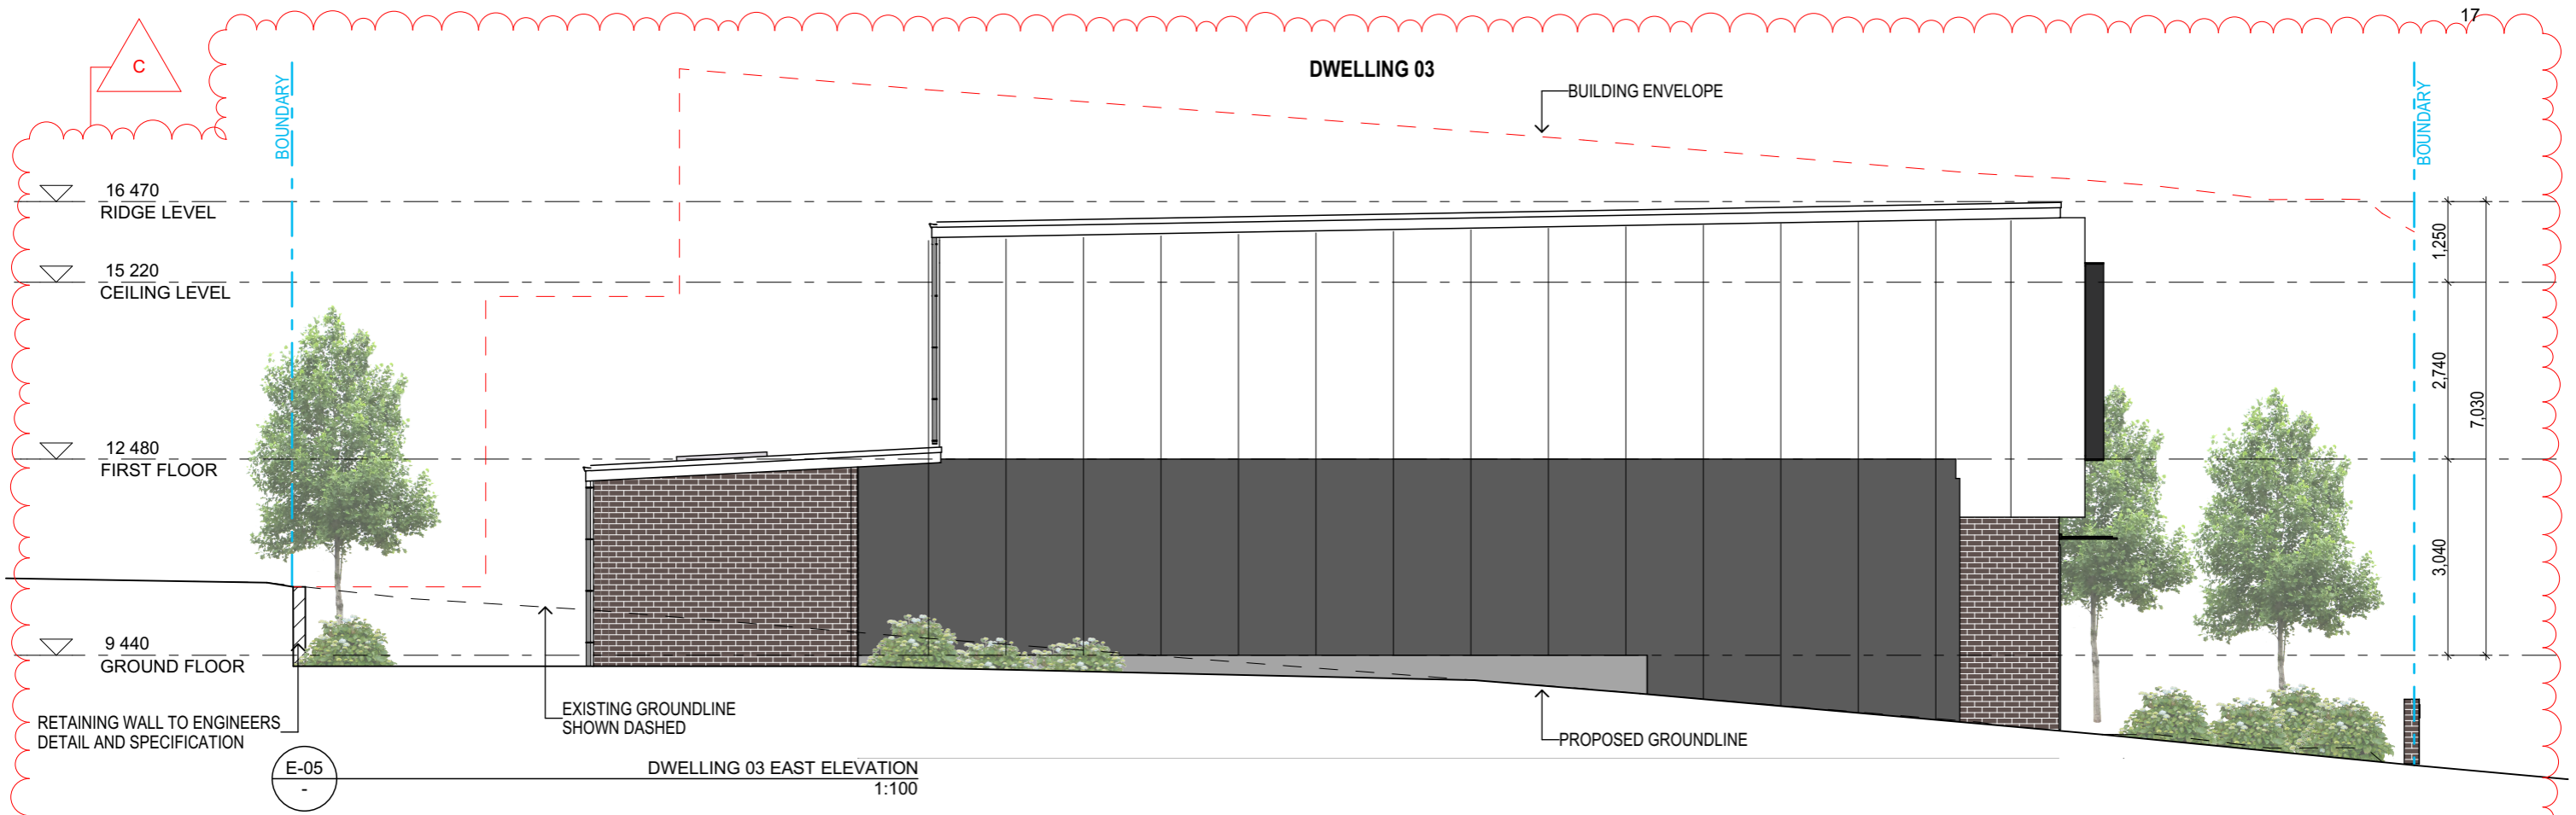 17
C
DWELLING 03
BUILDING ENVELOPE
BOUNDARY
BOUNDARY
16 470
RIDGE LEVEL
15 220
CEILING LEVEL
12 480
FIRST FLOOR
9 440
GROUND FLOOR
1,250
2,740
7,030
3,040
RETAINING WALL TO ENGINEERS
DETAIL AND SPECIFICATION
EXISTING GROUNDLINE
SHOWN DASHED
PROPOSED GROUNDLINE
E-05
-
DWELLING 03 EAST ELEVATION
1:100